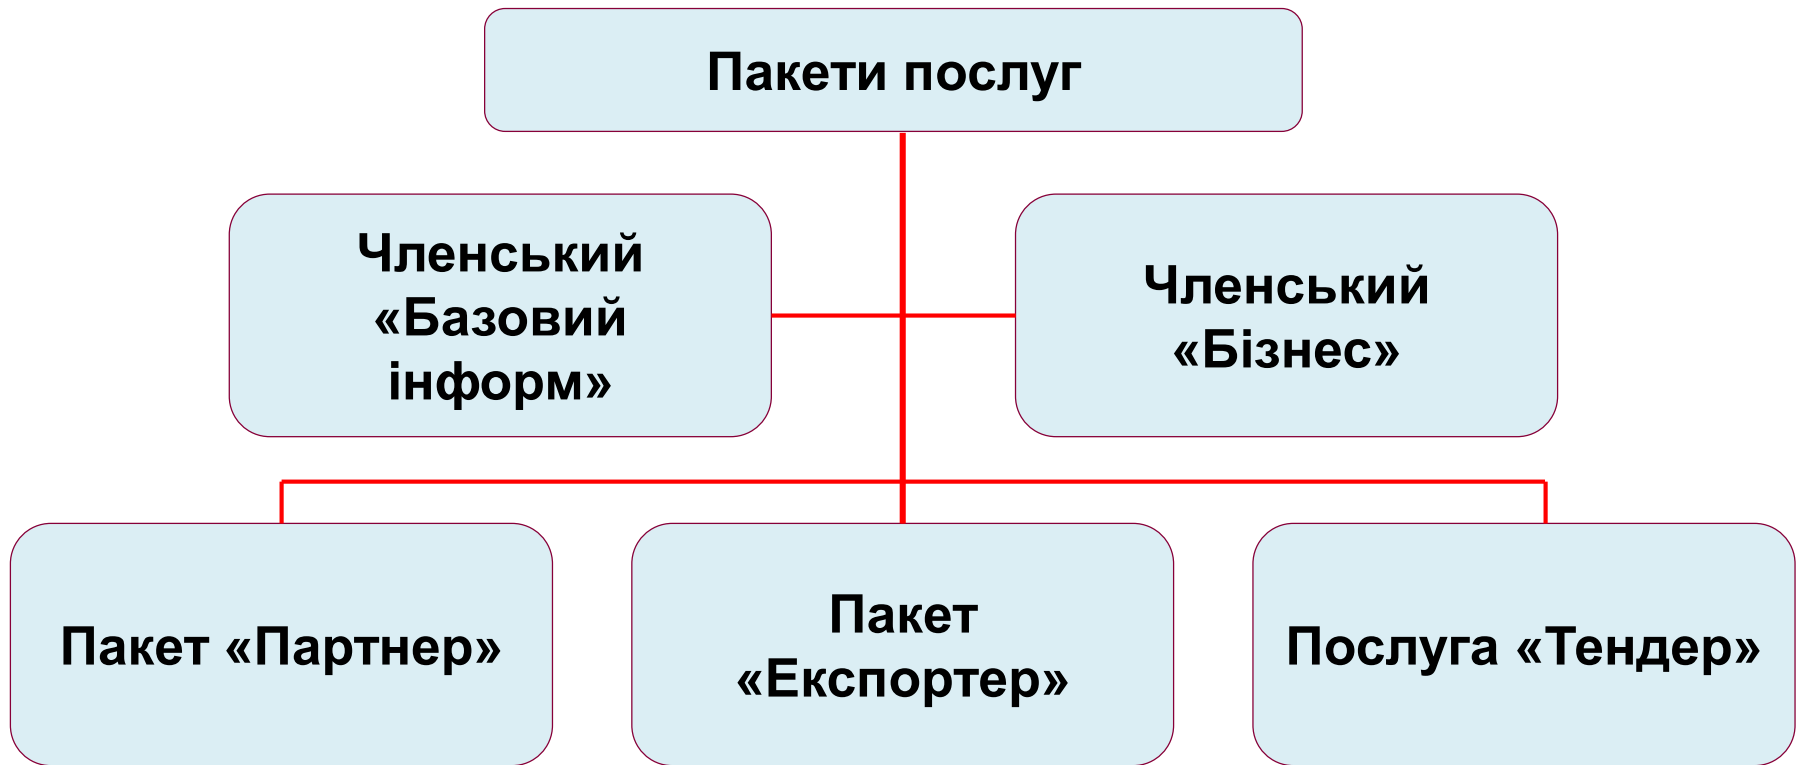 Пакети послуг
Членський
«Базовий
інформ»
Членський
«Бізнес»
Пакет «Партнер»
Пакет
«Експортер»
Послуга «Тендер»